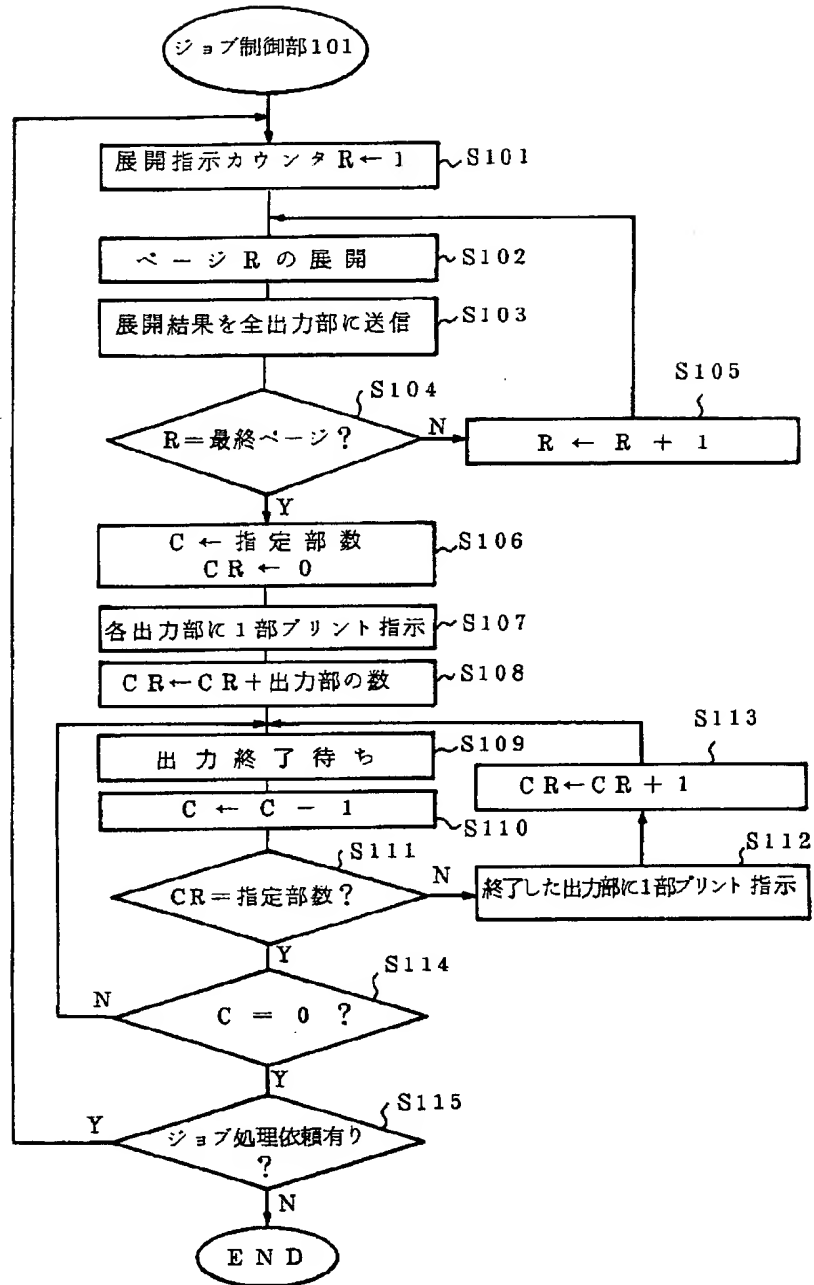 ジョブ制御部101
展開指示カウンタR←1
S101
ページRの展開
S102
展開結果を全出力部に送信
S103
S104
R=最終ページ?
N
S105
R ← R + 1
Y
C ← 指定部数
CR ← 0
S106
各出力部に1部プリント指示
S107
CR←CR+出力部の数
S108
出力終了待ち
S109
S113
CR←CR+1
C ← C - 1
S110
S111
CR=指定部数?
N
S112
終了した出力部に1部プリント指示
Y
S114
N
C = 0 ?
Y
S115
Y
ジョブ処理依頼有り
?
N
END